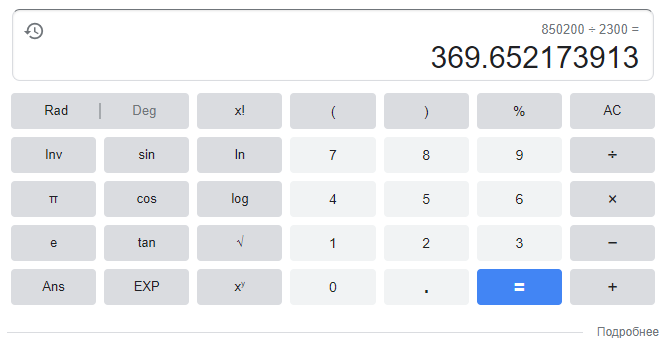 850200 ÷ 2300 =
369.652173913
Rad | Deg x! ( ) % AC
Inv sin ln 7 8 9 ÷
π cos log 4 5 6 ×
e tan √ 1 2 3 −
Ans EXP xʸ 0 . = +
Подробнее